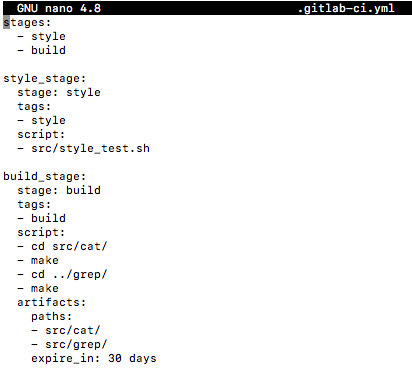 GNU nano 4.8 .gitlab-ci.yml
stages:
  - style
  - build

style_stage:
  stage: style
  tags:
  - style
  script:
  - src/style_test.sh

build_stage:
  stage: build
  tags:
  - build
  script:
  - cd src/cat/
  - make
  - cd ../grep/
  - make
  artifacts:
    paths:
    - src/cat/
    - src/grep/
    expire_in: 30 days